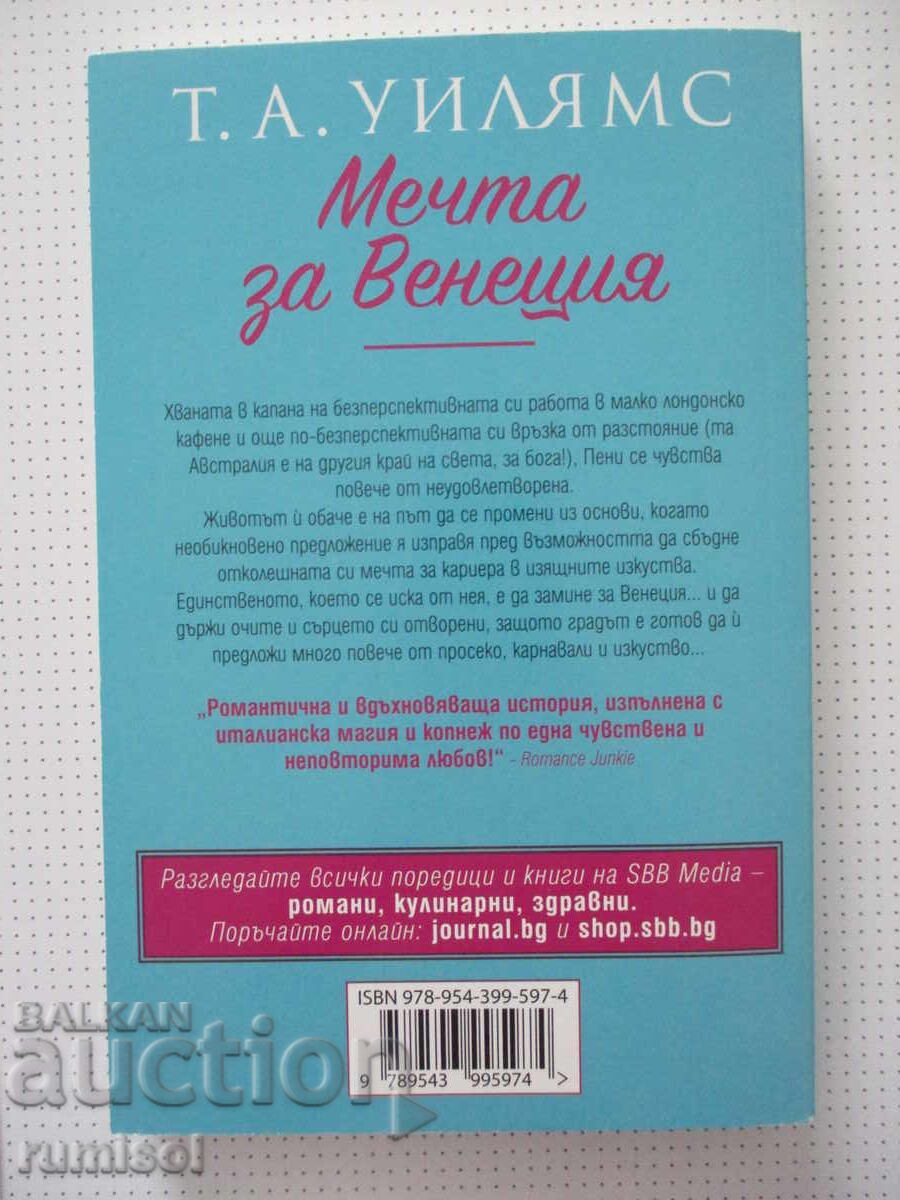 Т. А. УИЛЯМС
Мечта
за Венеция
Хваната в капана на безперспективната си работа в малко лондонско
кафене и още по-безперспективната си връзка от разстояние (та
Австралия е на другия край на света, за бога!), Пени се чувства
повече от неудовлетворена.
Животът ѝ обаче е на път да се промени из основи, когато
необикновено предложение я изправя пред възможността да сбъдне
отколешната си мечта за кариера в изящните изкуства.
Единственото, което се иска от нея, е да замине за Венеция... и да
държи очите и сърцето си отворени, защото градът е готов да ѝ
предложи много повече от просеко, карнавали и изкуство...
„Романтична и вдъхновяваща история, изпълнена с
италианска магия и копнеж по една чувствена и
неповторима любов!“ - Romance Junkie
Разгледайте всички поредици и книги на SBB Media –
романи, кулинарни, здравни.
Поръчайте онлайн: journal.bg и shop.sbb.bg
ISBN 978-954-399-597-4
9 789543 995974 >
BALKAN
auction
rumisol